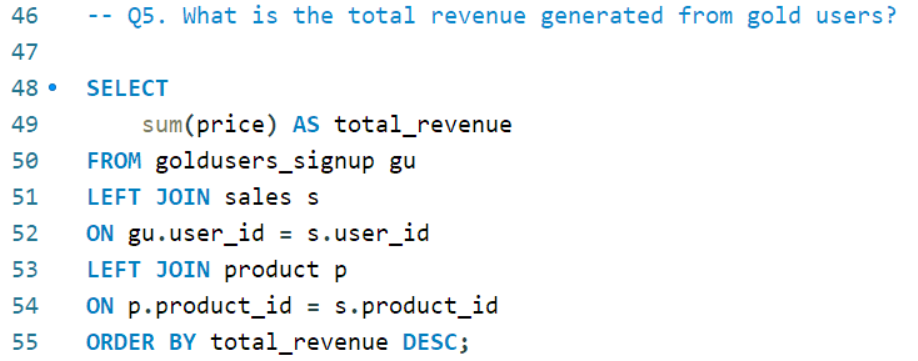 46 -- Q5. What is the total revenue generated from gold users?
47
48 • SELECT
49 sum(price) AS total_revenue
50 FROM goldusers_signup gu
51 LEFT JOIN sales s
52 ON gu.user_id = s.user_id
53 LEFT JOIN product p
54 ON p.product_id = s.product_id
55 ORDER BY total_revenue DESC;